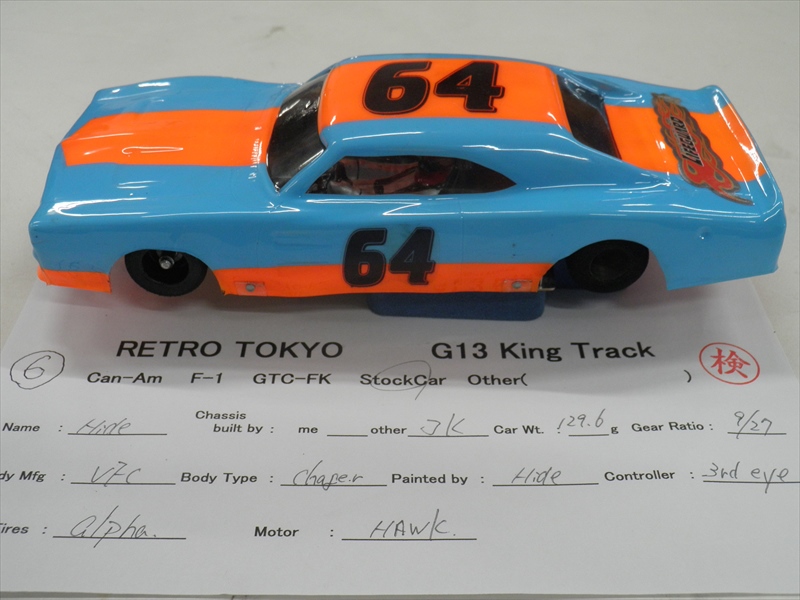 64
64
LIFEGUARD
RETRO TOKYO G13 King Track
検
6 Can-Am F-1 GTC-FK StockCar Other( )
Name : Hide Chassis built by : me other JK Car Wt. : 129.6 g Gear Ratio : 9/27
dy Mfg : VFC Body Type : Chager Painted by : Hide Controller : 3rd eye
ires : alpha. Motor : HAWK.